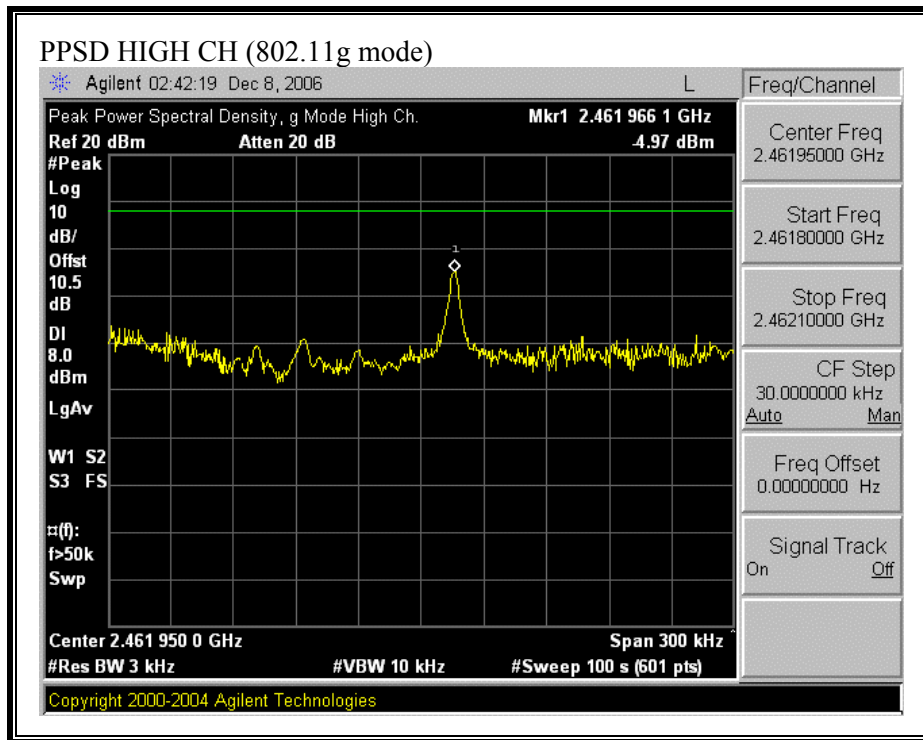 PPSD HIGH CH (802.11g mode)
Agilent 02:42:19 Dec 8, 2006 L
Freq/Channel
Peak Power Spectral Density, g Mode High Ch. Mkr1 2.461 966 1 GHz
Ref 20 dBm Atten 20 dB -4.97 dBm
#Peak
Log
10
dB/
Offst
10.5
dB
DI
8.0
dBm
LgAv
W1 S2
S3 FS
¤(f):
f>50k
Swp
1
Center 2.461 950 0 GHz Span 300 kHz ^
#Res BW 3 kHz #VBW 10 kHz #Sweep 100 s (601 pts)
Center Freq
2.46195000 GHz
Start Freq
2.46180000 GHz
Stop Freq
2.46210000 GHz
CF Step
30.0000000 kHz
Auto Man
Freq Offset
0.00000000 Hz
Signal Track
On Off
Copyright 2000-2004 Agilent Technologies